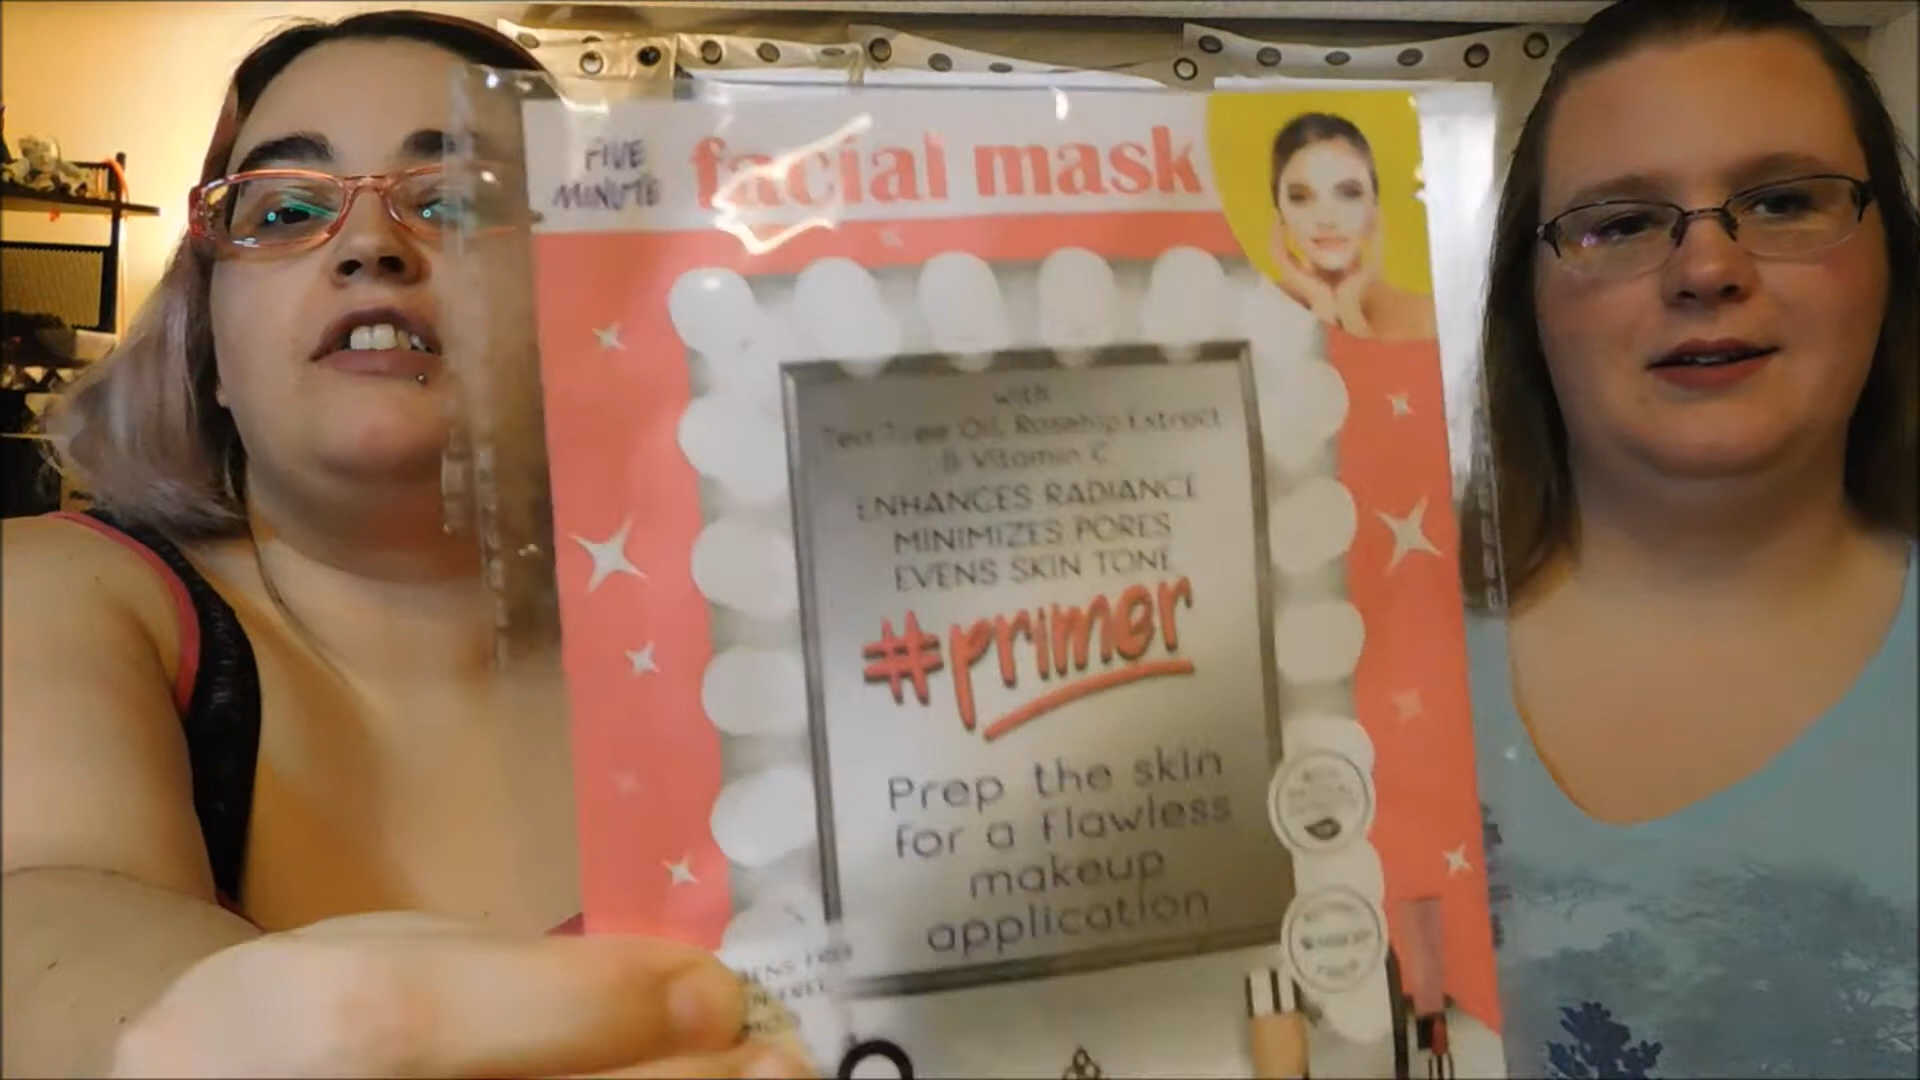 FIVE
MINUTE
facial mask
with
Tea Tree Oil, Rosehip Extract
& Vitamin C
ENHANCES RADIANCE
MINIMIZES PORES
EVENS SKIN TONE
#primer
Prep the skin
for a flawless
makeup
application